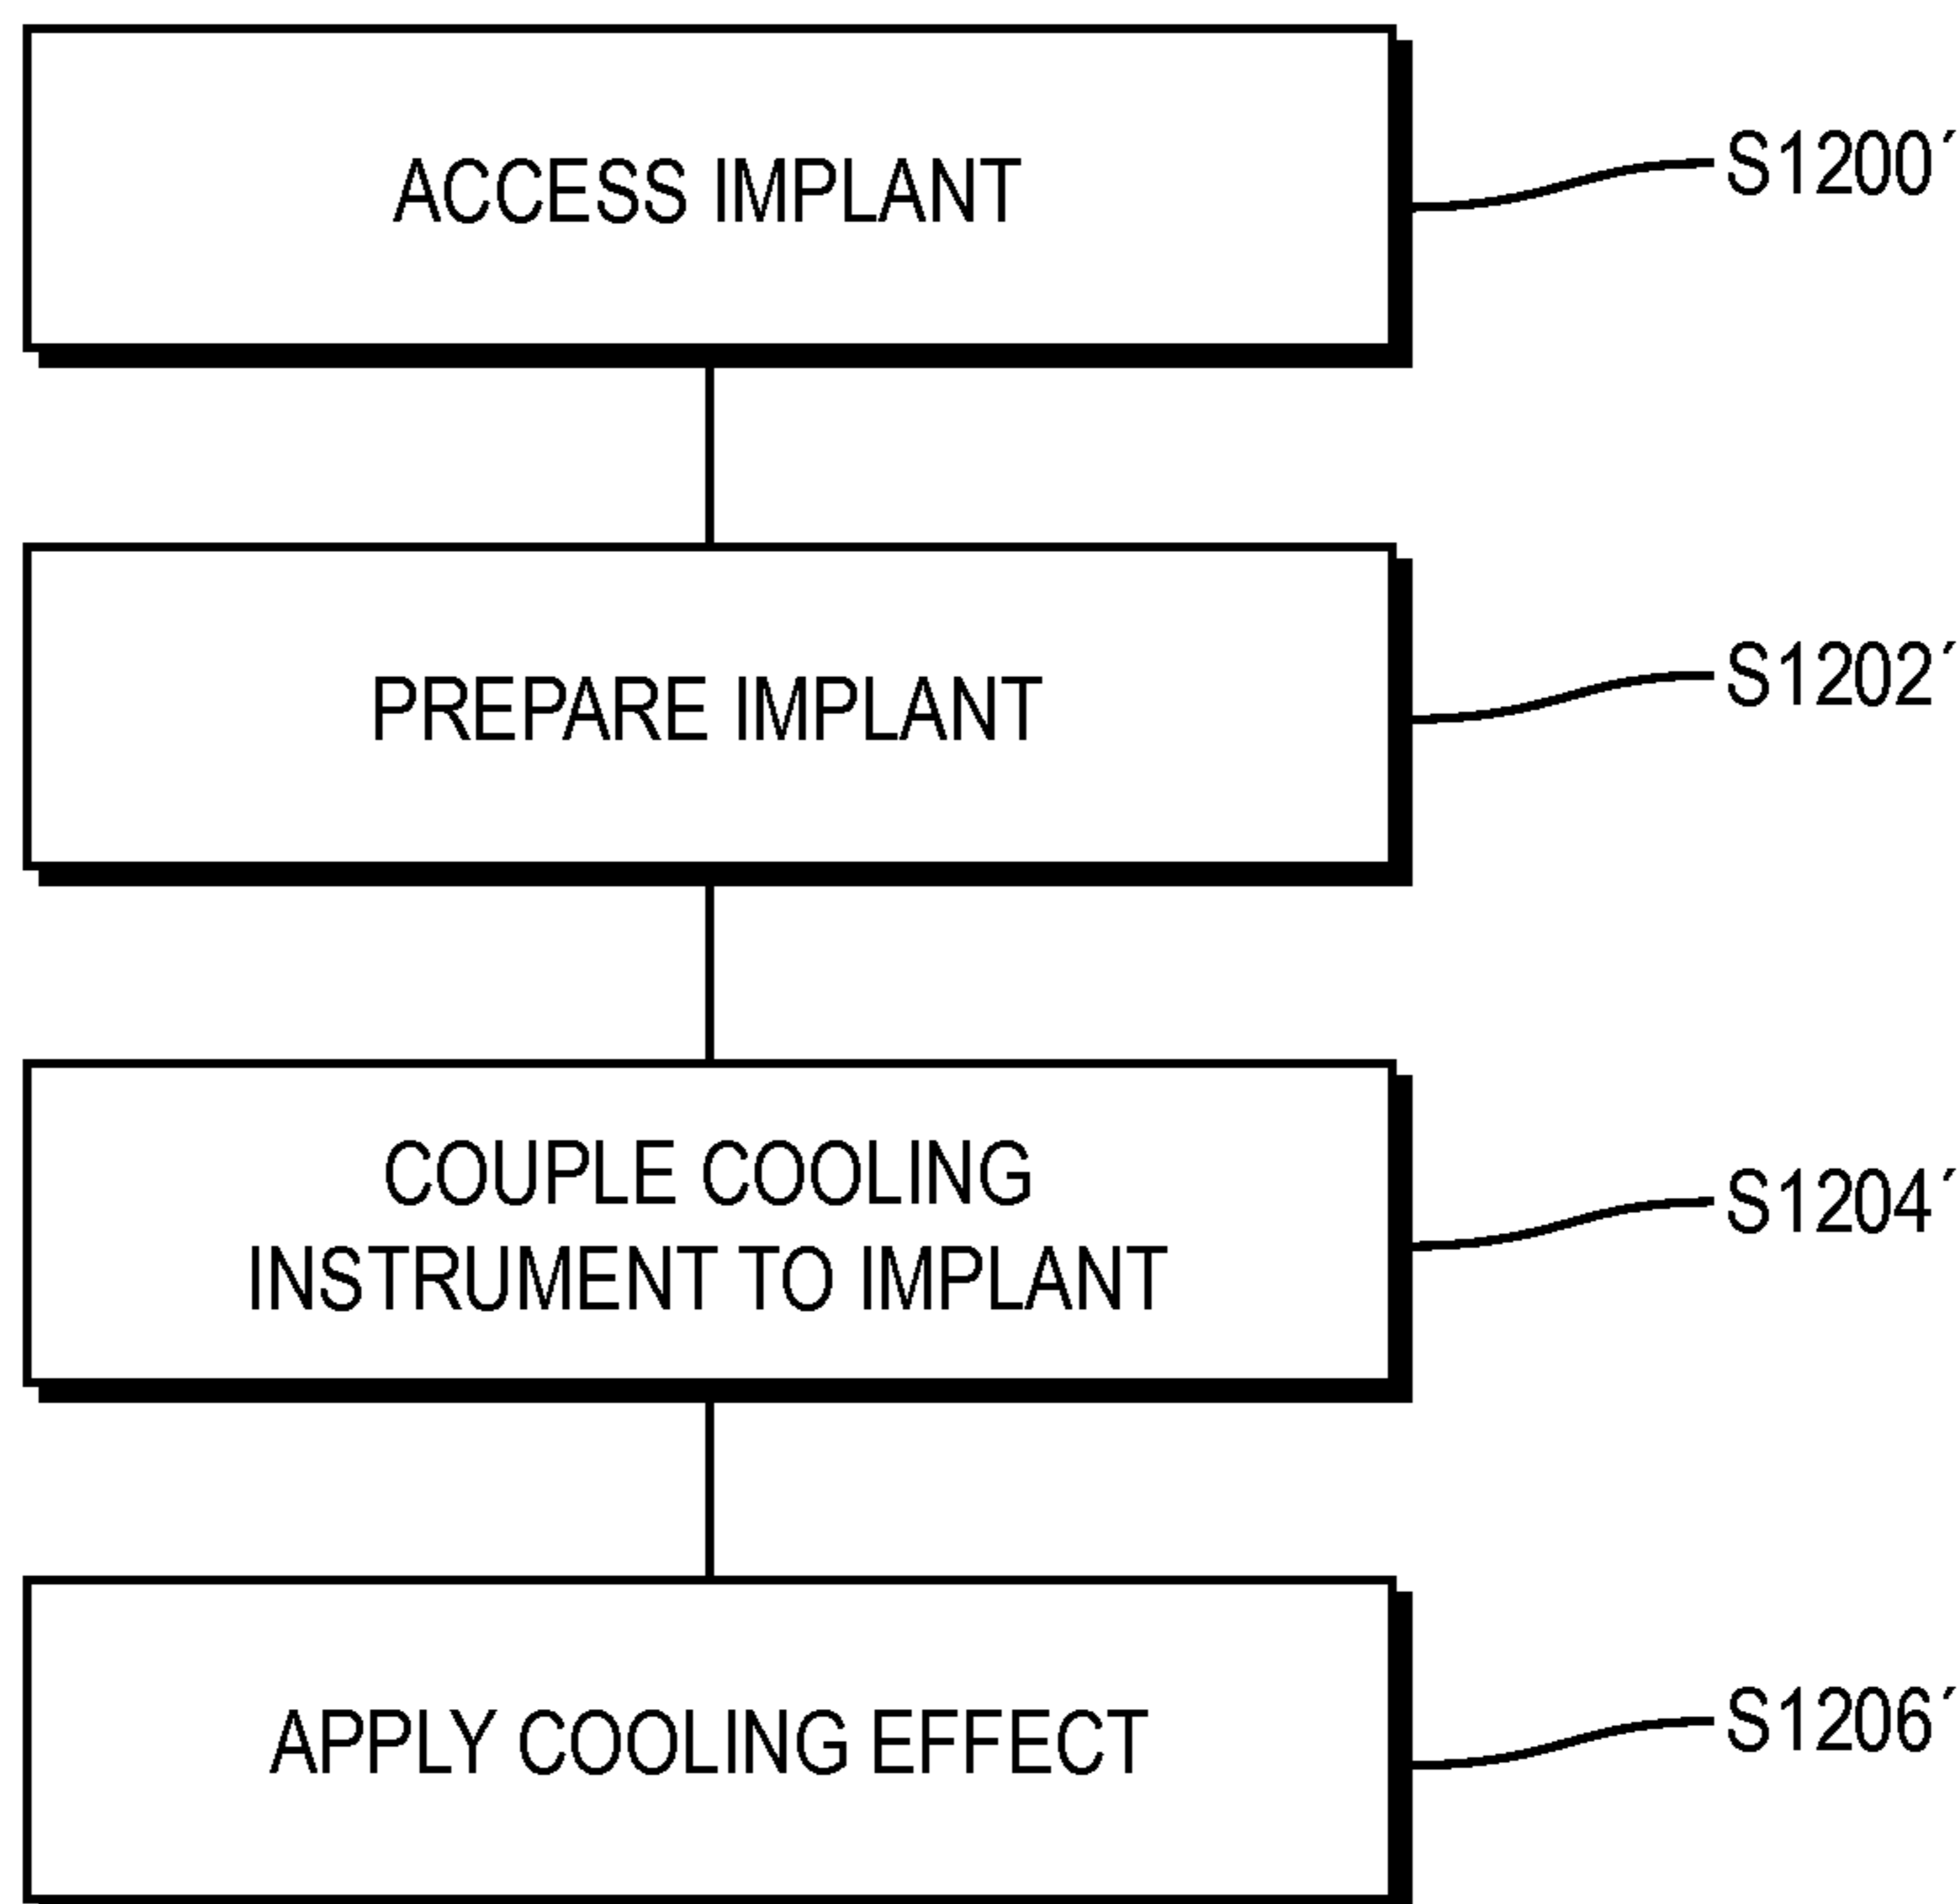 ACCESS IMPLANT
S1200´
PREPARE IMPLANT
S1202´
COUPLE COOLING
INSTRUMENT TO IMPLANT
S1204´
APPLY COOLING EFFECT
S1206´